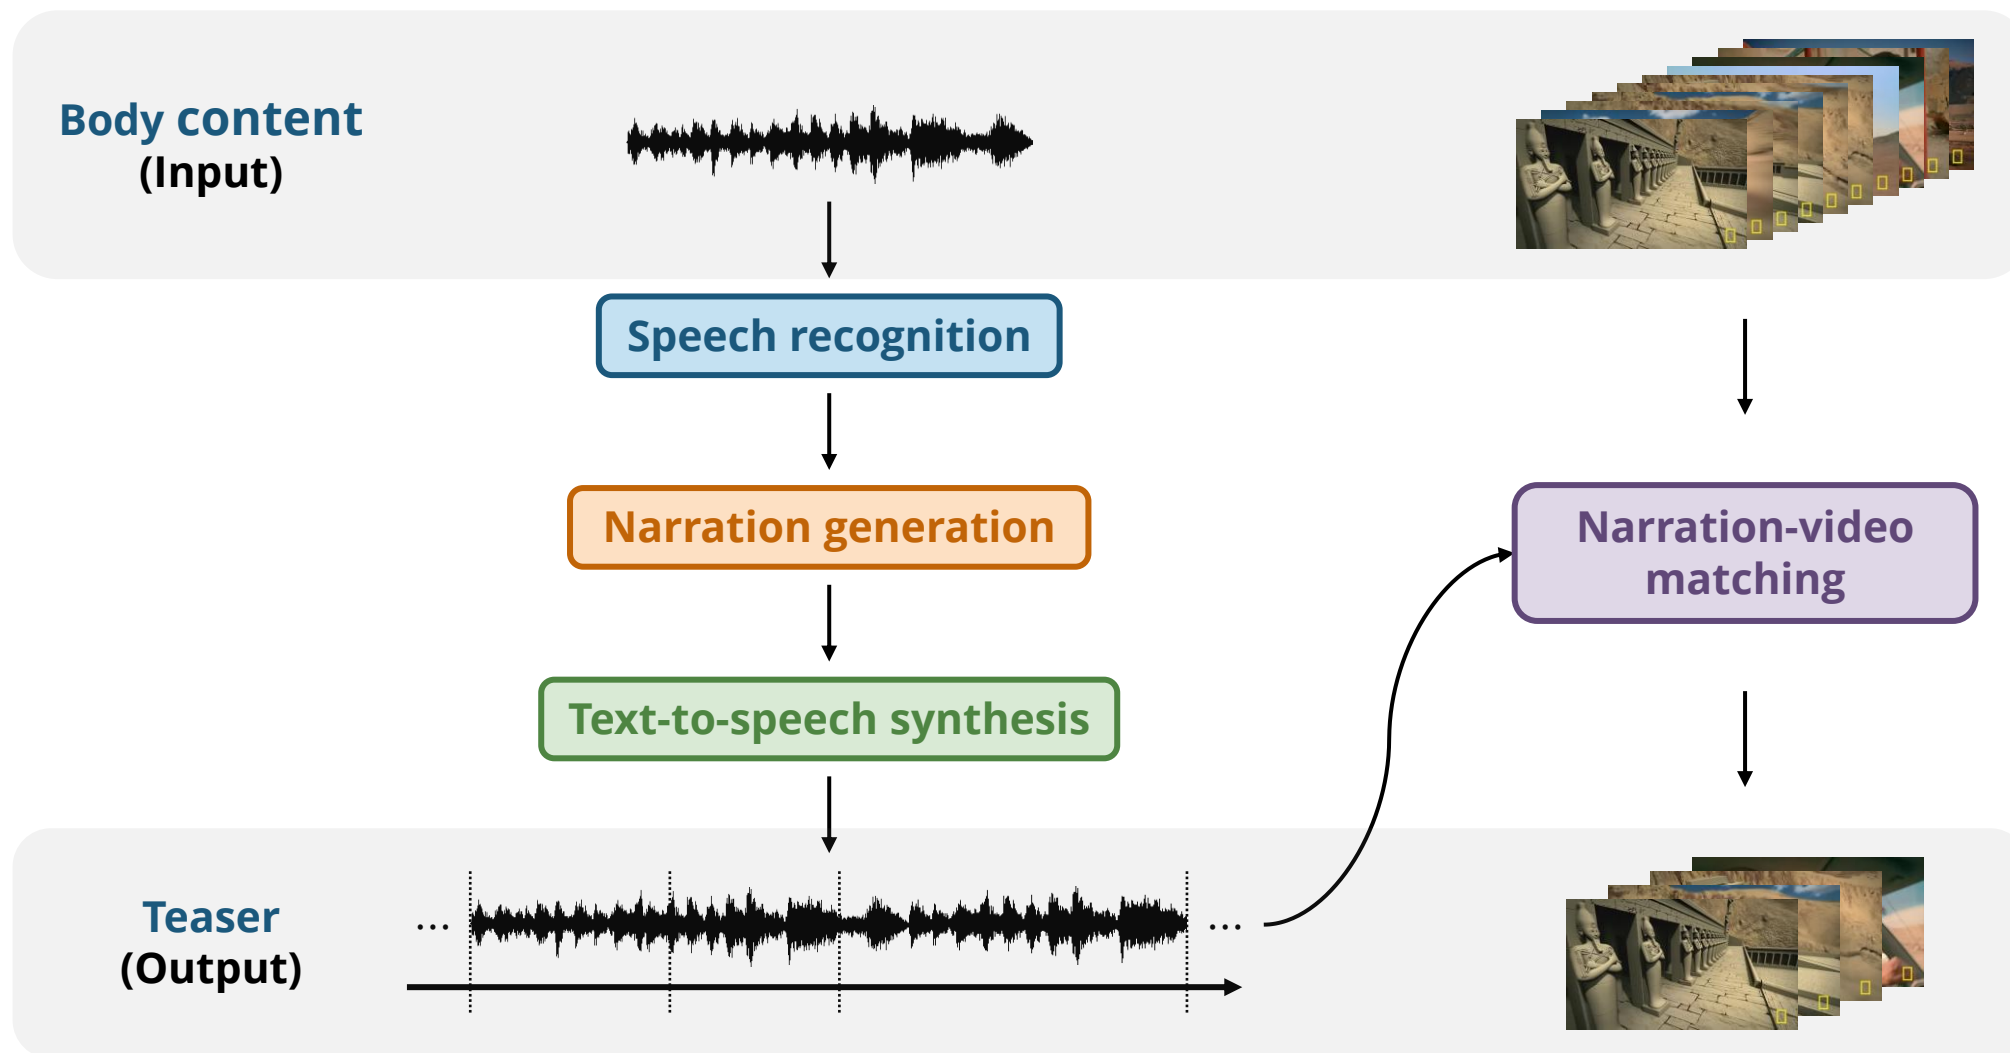 Body content
(Input)
Speech recognition
Narration generation
Narration-video
matching
Text-to-speech synthesis
Teaser
(Output)
...
...